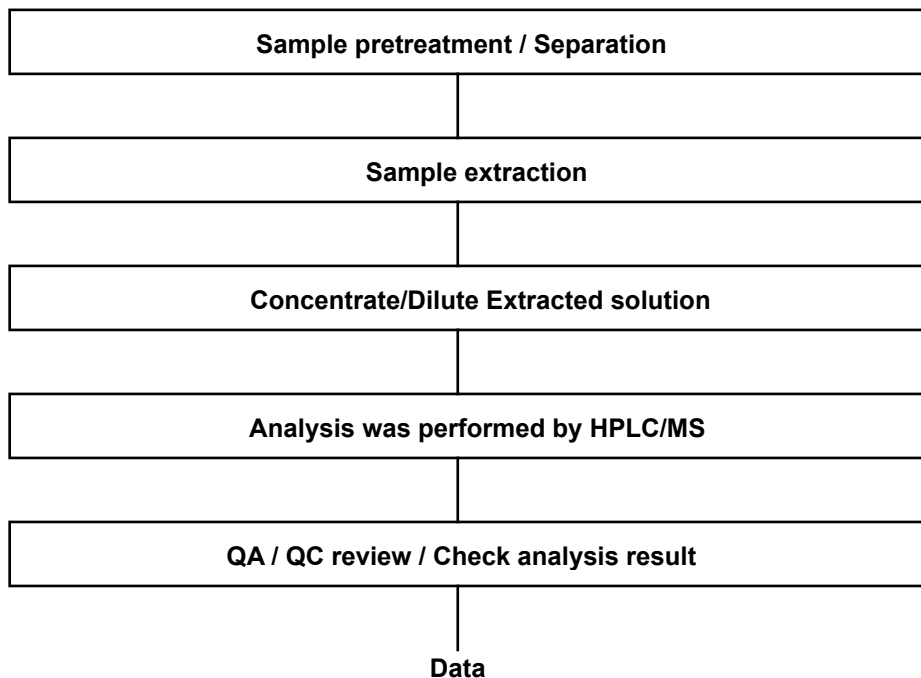 Sample pretreatment / Separation
Sample extraction
Concentrate/Dilute Extracted solution
Analysis was performed by HPLC/MS
QA / QC review / Check analysis result
Data